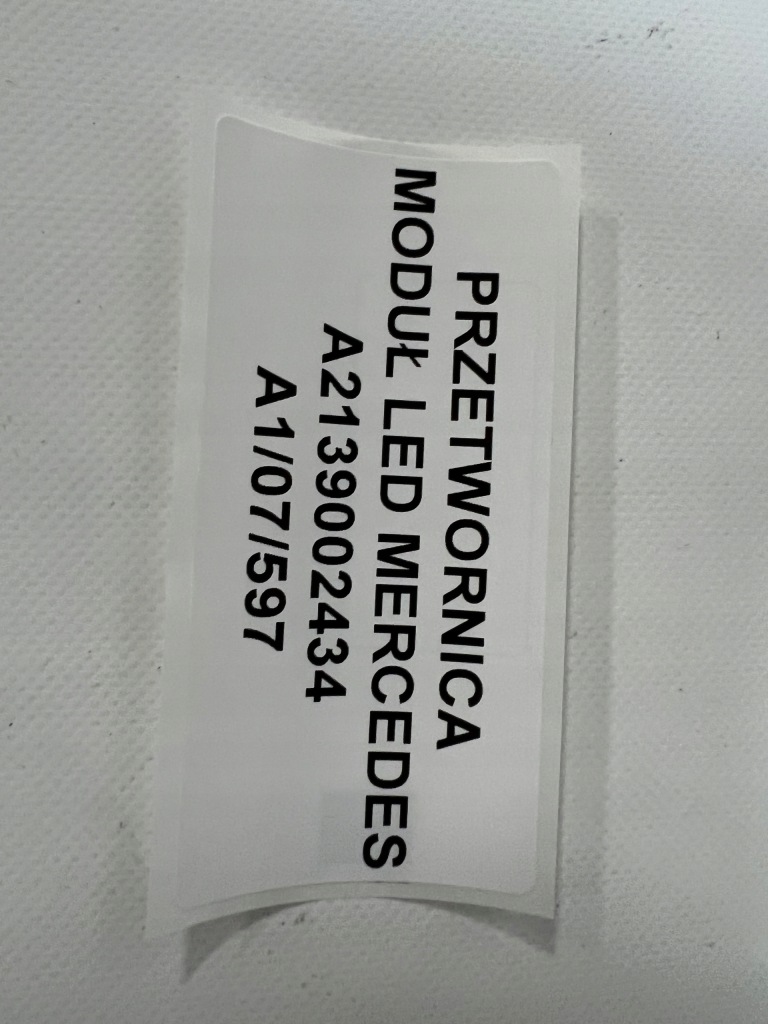 PRZETWORNICA
MODUŁ LED MERCEDES
A2139002434
A1/07/597